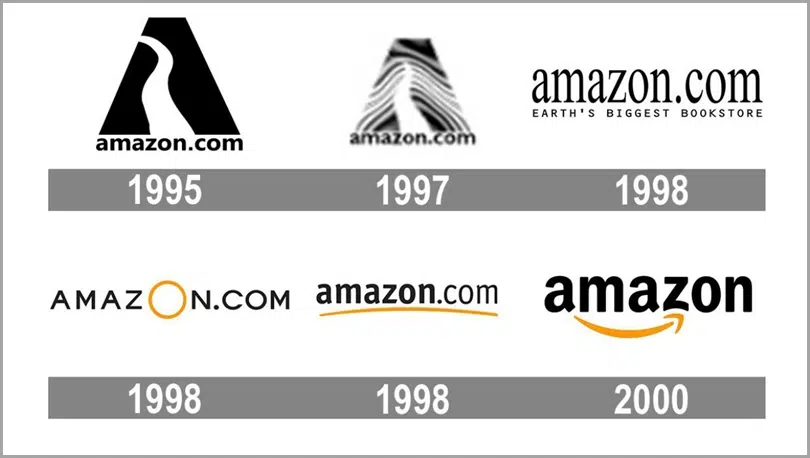 amazon.com
amazon.com
amazon.com
EARTH'S BIGGEST BOOKSTORE
1995
1997
1998
AMAZON.COM
amazon.com
amazon
1998
1998
2000